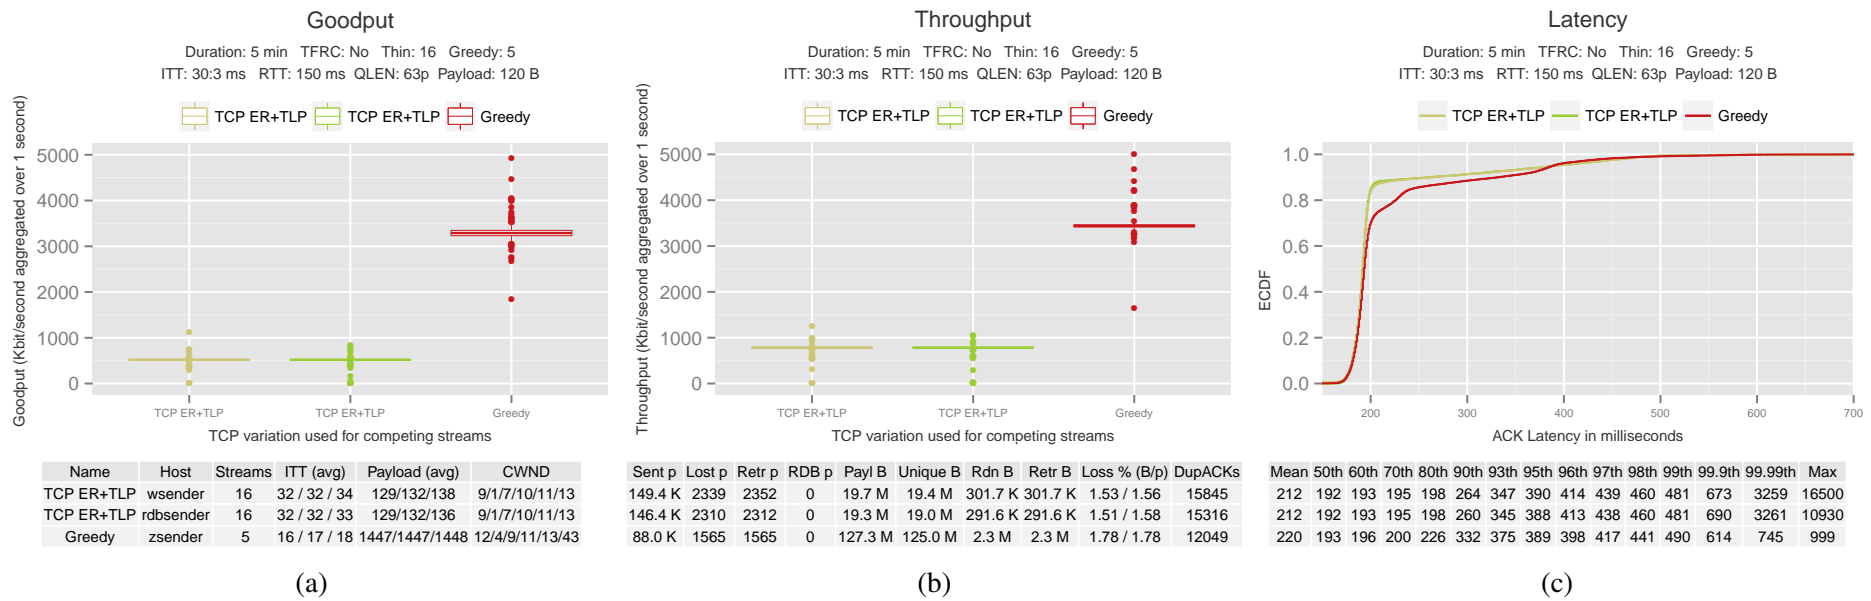 Goodput
Duration: 5 min TFRC: No Thin: 16 Greedy: 5
ITT: 30:3 ms RTT: 150 ms QLEN: 63p Payload: 120 B
TCP ER+TLP TCP ER+TLP Greedy
Goodput (Kbit/second aggregated over 1 second)
5000
4000
3000
2000
1000
0
TCP ER+TLP TCP ER+TLP Greedy
TCP variation used for competing streams
Name Host Streams ITT (avg) Payload (avg) CWND
TCP ER+TLP wsender 16 32 / 32 / 34 129/132/138 9/1/7/10/11/13
TCP ER+TLP rdbsender 16 32 / 32 / 33 129/132/136 9/1/7/10/11/13
Greedy zsender 5 16 / 17 / 18 1447/1447/1448 12/4/9/11/13/43
(a)
Throughput
Duration: 5 min TFRC: No Thin: 16 Greedy: 5
ITT: 30:3 ms RTT: 150 ms QLEN: 63p Payload: 120 B
TCP ER+TLP TCP ER+TLP Greedy
Throughput (Kbit/second aggregated over 1 second)
5000
4000
3000
2000
1000
0
TCP ER+TLP TCP ER+TLP Greedy
TCP variation used for competing streams
Sent p Lost p Retr p RDB p Payl B Unique B Rdn B Retr B Loss % (B/p) DupACKs
149.4 K 2339 2352 0 19.7 M 19.4 M 301.7 K 301.7 K 1.53 / 1.56 15845
146.4 K 2310 2312 0 19.3 M 19.0 M 291.6 K 291.6 K 1.51 / 1.58 15316
88.0 K 1565 1565 0 127.3 M 125.0 M 2.3 M 2.3 M 1.78 / 1.78 12049
(b)
Latency
Duration: 5 min TFRC: No Thin: 16 Greedy: 5
ITT: 30:3 ms RTT: 150 ms QLEN: 63p Payload: 120 B
TCP ER+TLP TCP ER+TLP Greedy
ECDF
1.0
0.8
0.6
0.4
0.2
0.0
200 300 400 500 600 700
ACK Latency in milliseconds
Mean 50th 60th 70th 80th 90th 93th 95th 96th 97th 98th 99th 99.9th 99.99th Max
212 192 193 195 198 264 347 390 414 439 460 481 673 3259 16500
212 192 193 195 198 260 345 388 413 438 460 481 690 3261 10930
220 193 196 200 226 332 375 389 398 417 441 490 614 745 999
(c)